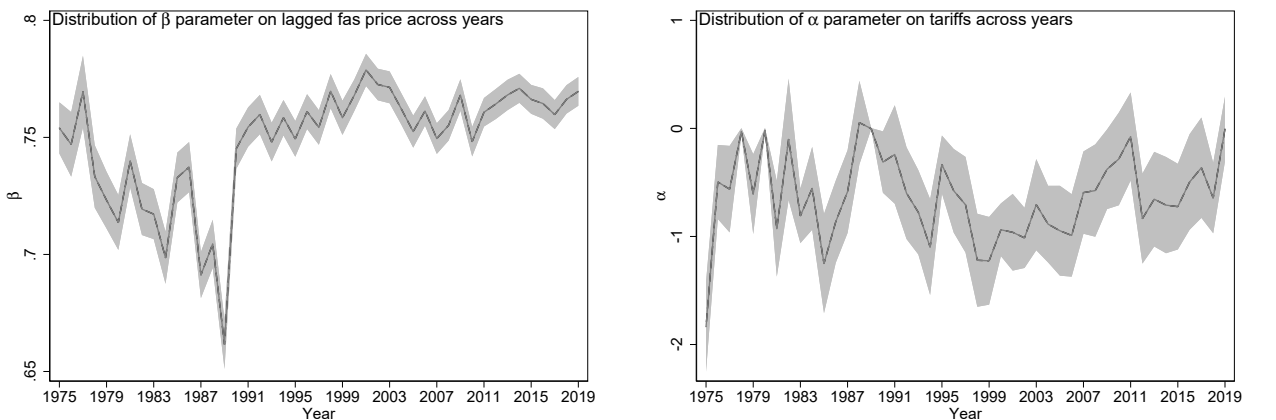 Distribution of β parameter on lagged fas price across years
.8
.75
.7
.65
β
1975 1979 1983 1987 1991 1995 1999 2003 2007 2011 2015 2019
Year
Distribution of α parameter on tariffs across years
1
0
-1
-2
α
1975 1979 1983 1987 1991 1995 1999 2003 2007 2011 2015 2019
Year